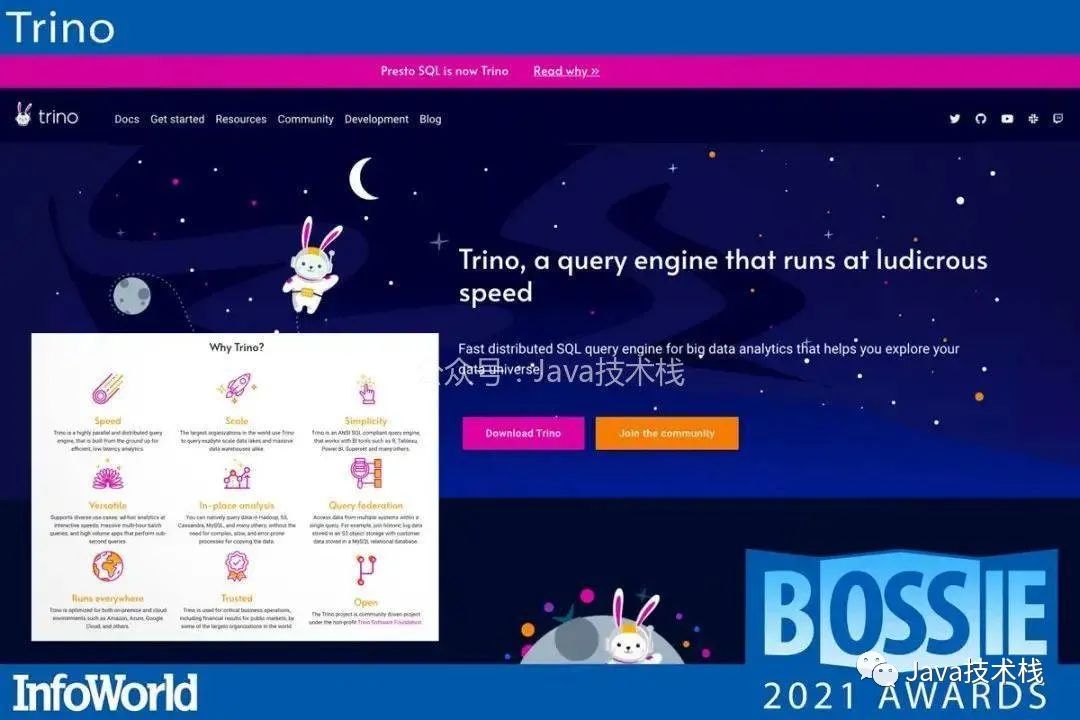 Trino
Presto SQL is now Trino Read why »
trino Docs Get started Resources Community Development Blog
Trino, a query engine that runs at ludicrous
speed
Fast distributed SQL query engine for big data analytics that helps you explore your
data universe.
公众号:Java技术栈
Download Trino Join the community
Why Trino?
Speed
Trino is a highly parallel and distributed query
engine, that is built from the ground up for
efficient, low latency analytics.
Scale
The largest organizations in the world use Trino
to query exabyte scale data lakes and massive
data warehouses alike.
Simplicity
Trino is an ANSI SQL compliant query engine,
that works with BI tools such as R, Tableau,
Power BI, Superset and many others.
Versatile
Supports diverse use cases: ad-hoc analytics at
interactive speeds, massive multi-hour batch
queries, and high volume apps that perform sub-
second queries.
In-place analysis
You can natively query data in Hadoop, S3,
Cassandra, MySQL, and many others, without the
need for complex, slow, and error-prone
processes for copying the data.
Query federation
Access data from multiple systems within a
single query. For example, join historic log data
stored in an S3 object storage with customer
data stored in a MySQL relational database.
Runs everywhere
Trino is optimized for both on-premise and cloud
environments such as Amazon, Azure, Google
Cloud, and others.
Trusted
Trino is used for critical business operations,
including financial results for public markets, by
some of the largest organizations in the world
Open
The Trino project is community driven project
under the non-profit Trino Software Foundation.
BOSSIE
2021 AWARDS
Java技术栈
InfoWorld